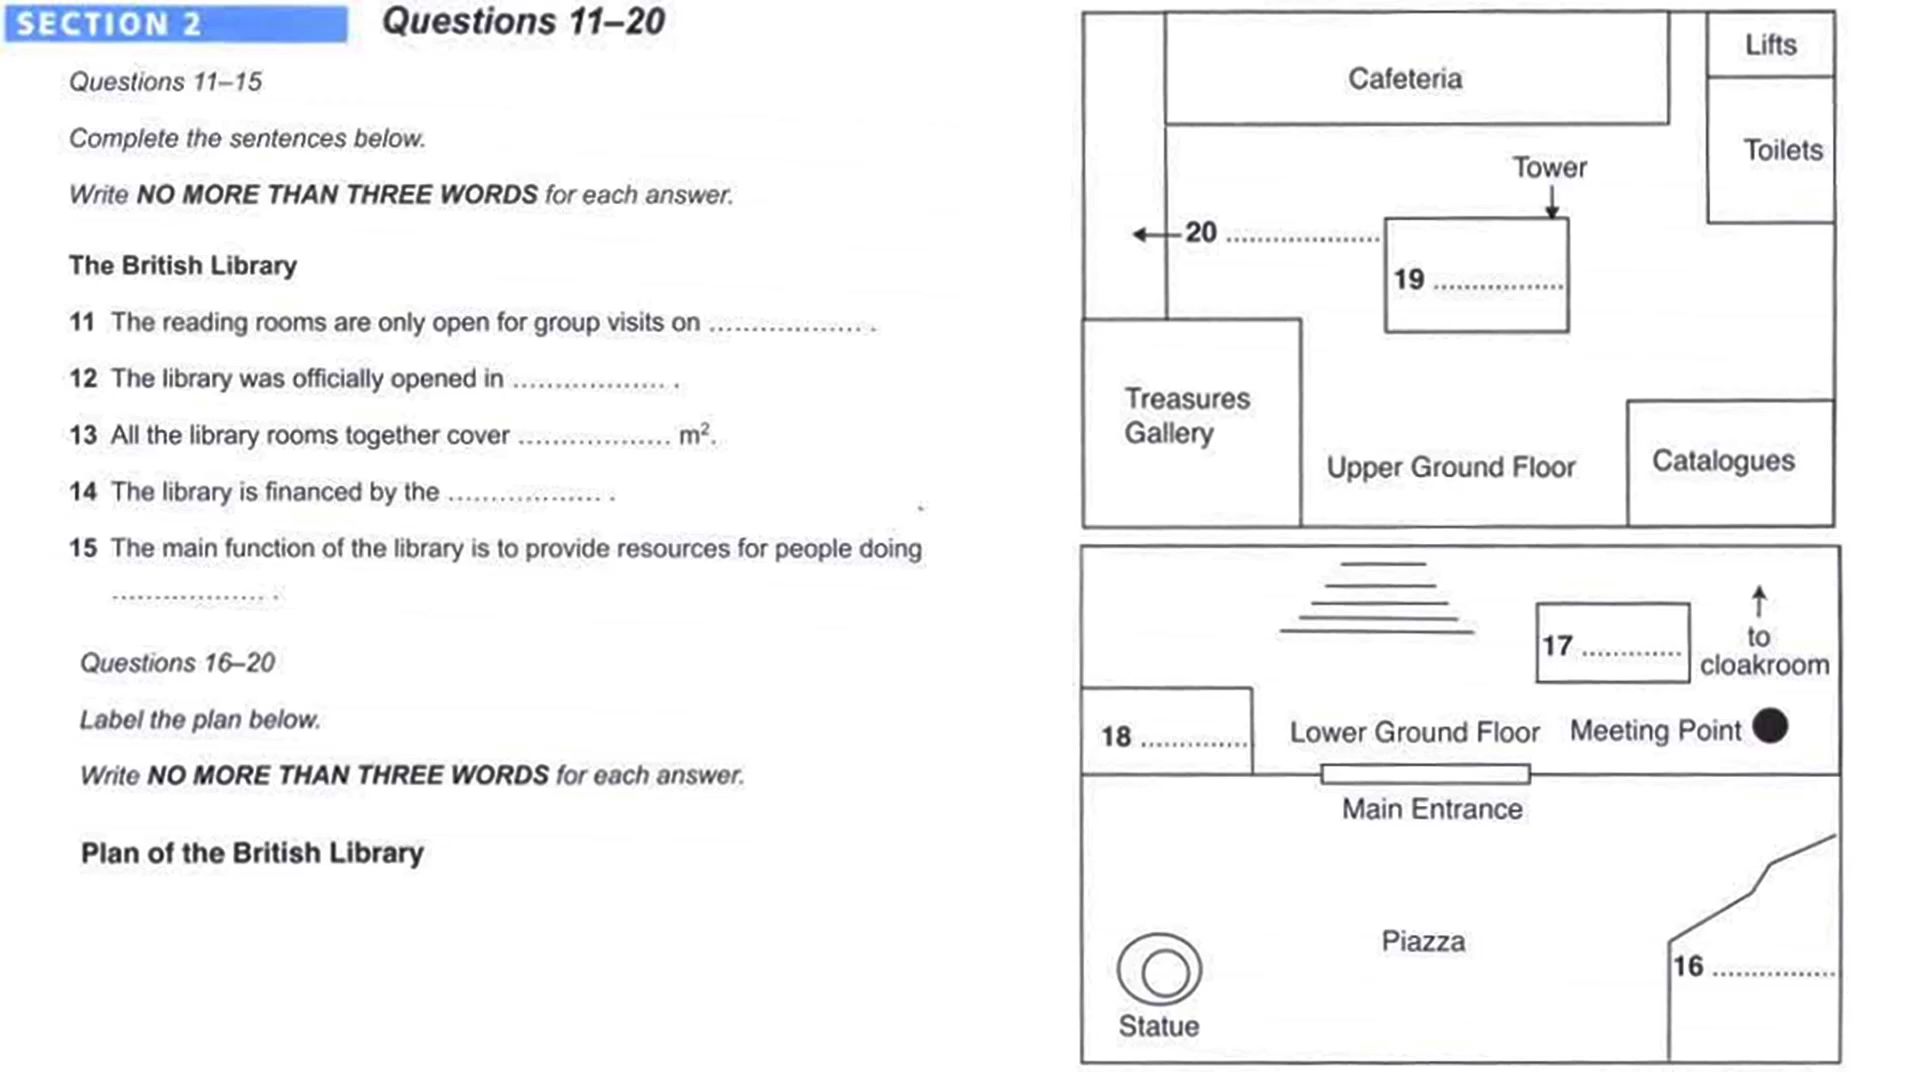 SECTION 2
Questions 11–20
Questions 11–15
Complete the sentences below.
Write NO MORE THAN THREE WORDS for each answer.
The British Library
11 The reading rooms are only open for group visits on .................. .
12 The library was officially opened in .................. .
13 All the library rooms together cover .................. m².
14 The library is financed by the .................. .
15 The main function of the library is to provide resources for people doing
.................. .
Questions 16–20
Label the plan below.
Write NO MORE THAN THREE WORDS for each answer.
Plan of the British Library
Lifts
Cafeteria
Toilets
Tower
20 ..................
19 ..................
Treasures
Gallery
Upper Ground Floor
Catalogues
17 ..............
to
cloakroom
18 ..............
Lower Ground Floor
Meeting Point
Main Entrance
Piazza
16 ................
Statue